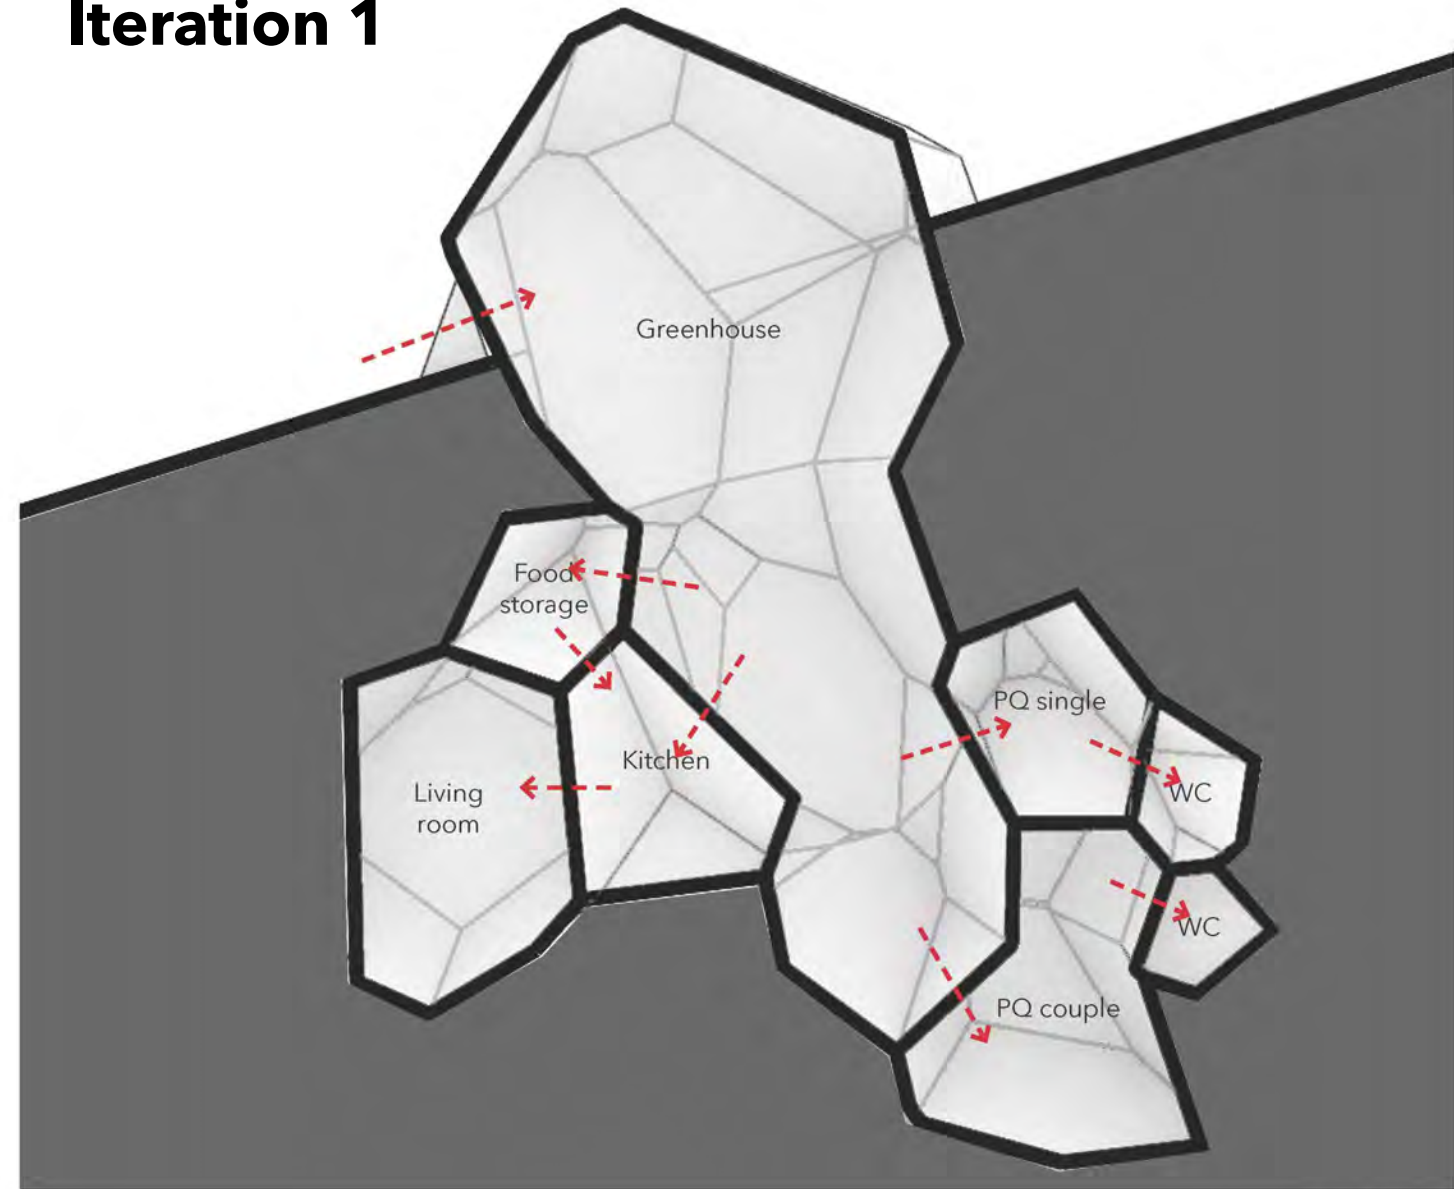 Iteration 1
Greenhouse
Food
storage
PQ single
Kitchen
Living
room
WC
WC
PQ couple